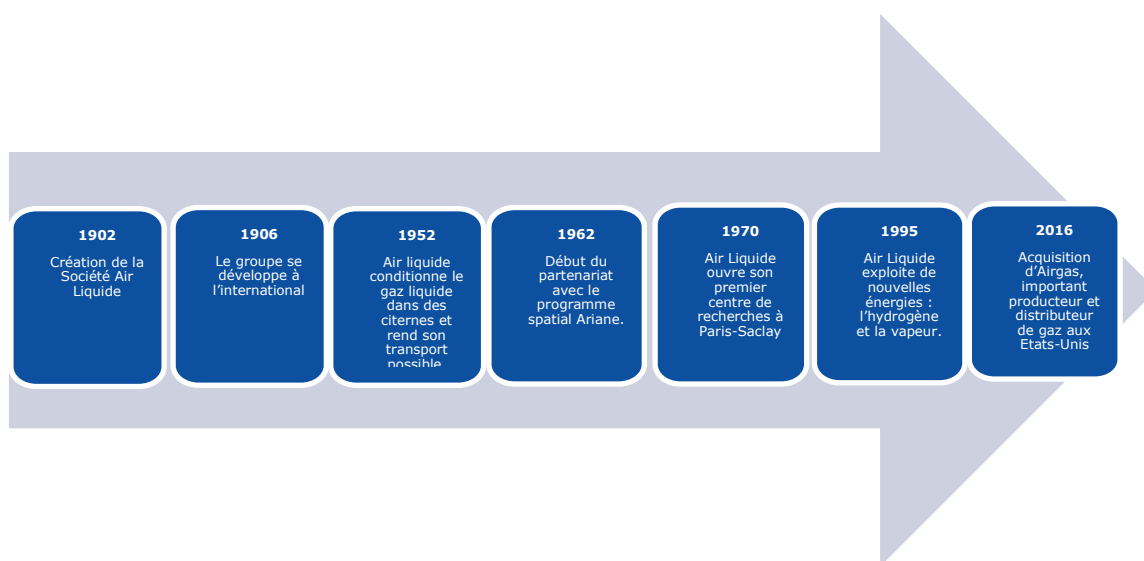 1902
Création de la
Société Air
Liquide
1906
Le groupe se
développe à
l’international
1952
Air liquide
conditionne le
gaz liquide
dans des
citernes et
rend son
transport
possible
1962
Début du
partenariat
avec le
programme
spatial Ariane.
1970
Air Liquide
ouvre son
premier
centre de
recherches à
Paris-Saclay
1995
Air Liquide
exploite de
nouvelles
énergies :
l’hydrogène
et la vapeur.
2016
Acquisition
d’Airgas,
important
producteur et
distributeur
de gaz aux
Etats-Unis